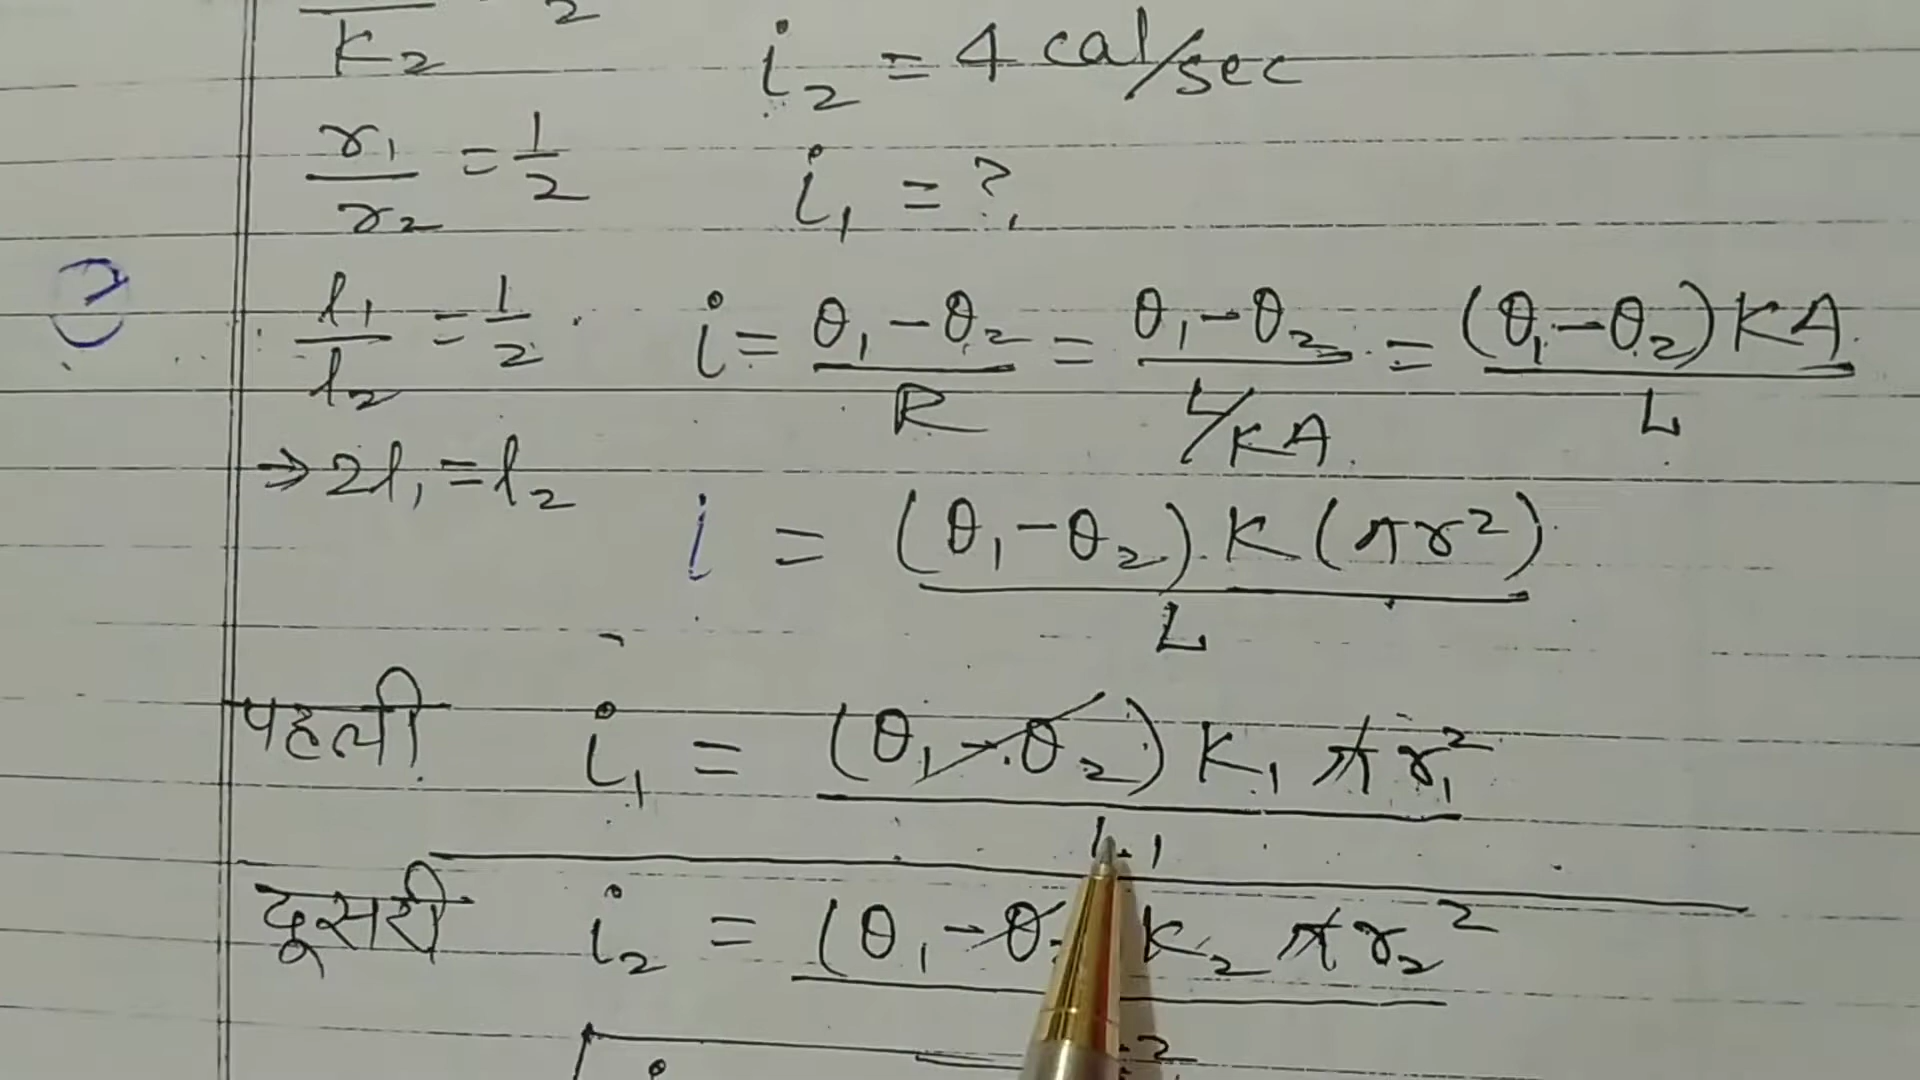 K₂ 2
i₂ = 4 cal/sec
r₁/r₂ = 1/2
i₁ = ?
l₁/l₂ = 1/2
i = θ₁-θ₂/R = θ₁-θ₂/L/KA = (θ₁-θ₂)KA/L
⇒ 2l₁ = l₂
i = (θ₁-θ₂) K (πr²)/L
पहली i₁ = (θ₁-θ₂) K₁ πr₁²/L₁
दूसरी i₂ = (θ₁-θ K₂ πr₂²